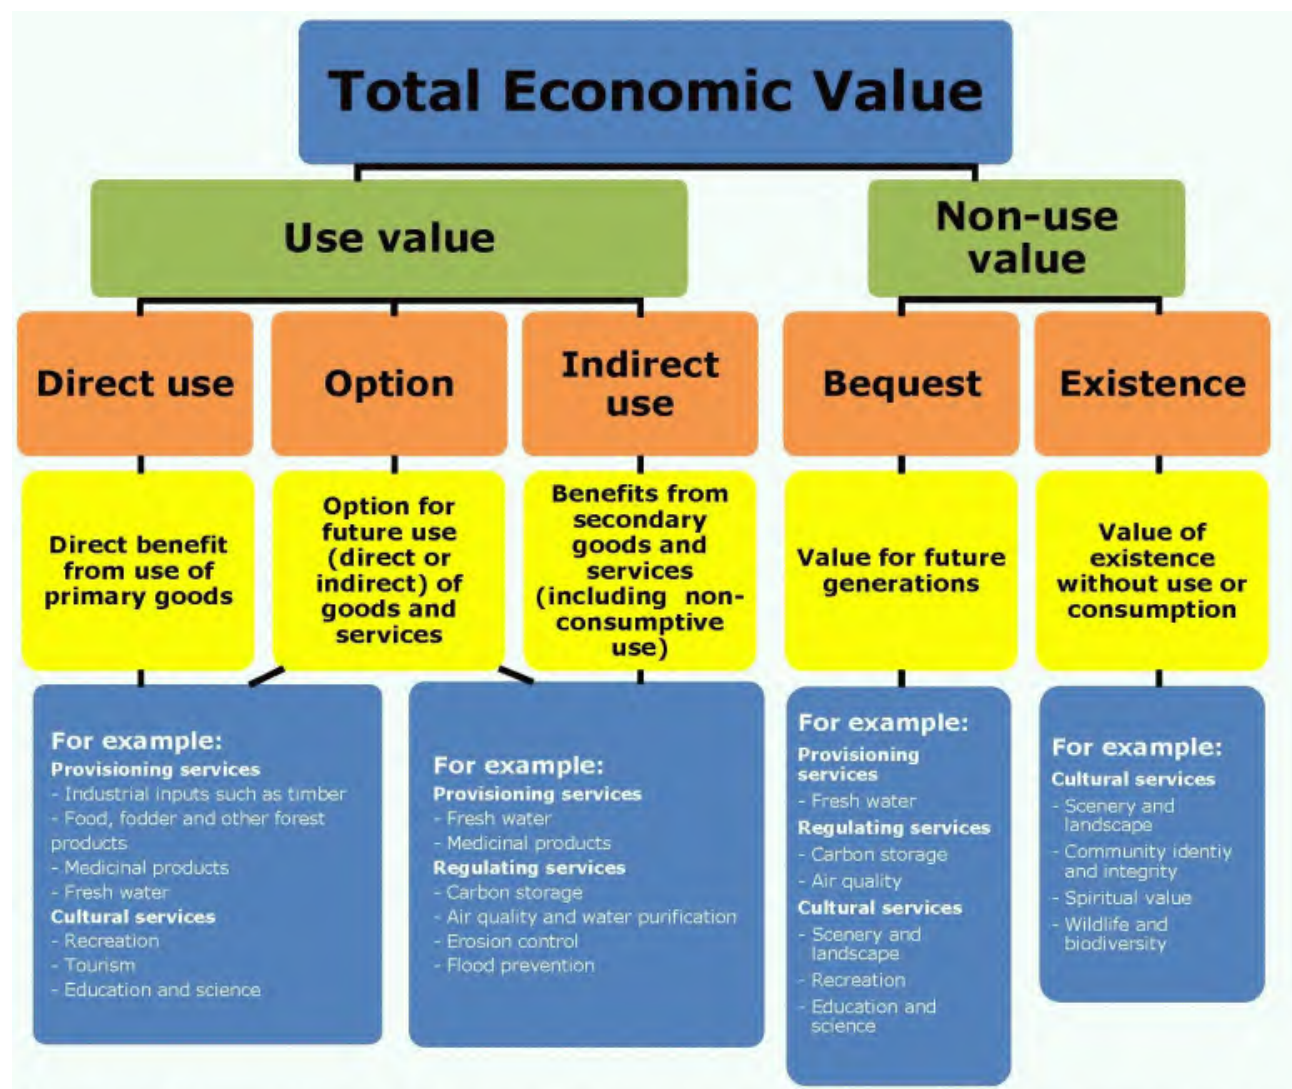 Total Economic Value
Use value
Non-use
value
Direct use
Option
Indirect
use
Bequest
Existence
Direct benefit
from use of
primary goods
Option for
future use
(direct or
indirect) of
goods and
services
Benefits from
secondary
goods and
services
(including non-
consumptive
use)
Value for future
generations
Value of
existence
without use or
consumption
For example:
Provisioning services
- Industrial inputs such as timber
- Food, fodder and other forest
products
- Medicinal products
- Fresh water
Cultural services
- Recreation
- Tourism
- Education and science
For example:
Provisioning services
- Fresh water
- Medicinal products
Regulating services
- Carbon storage
- Air quality and water purification
- Erosion control
- Flood prevention
For example:
Provisioning
services
- Fresh water
Regulating services
- Carbon storage
- Air quality
Cultural services
- Scenery and
landscape
- Recreation
- Education and
science
For example:
Cultural services
- Scenery and
landscape
- Community identiy
and integrity
- Spiritual value
- Wildlife and
biodiversity